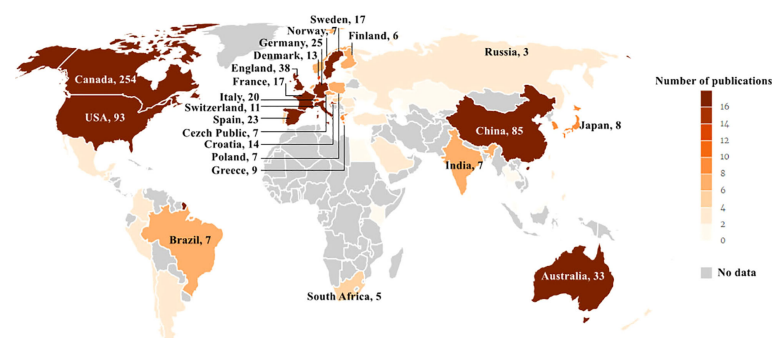 Sweden, 17
Norway, 7
Finland, 6
Germany, 25
Denmark, 13
Russia, 3
England, 38
Canada, 254
France, 17
Number of publications
Italy, 20
16
USA, 93
Switzerland, 11
14
Spain, 23
China, 85
Japan, 8
12
Czech Public, 7
10
Croatia, 14
8
Poland, 7
India, 7
6
Greece, 9
4
2
0
Brazil, 7
No data
Australia, 33
South Africa, 5